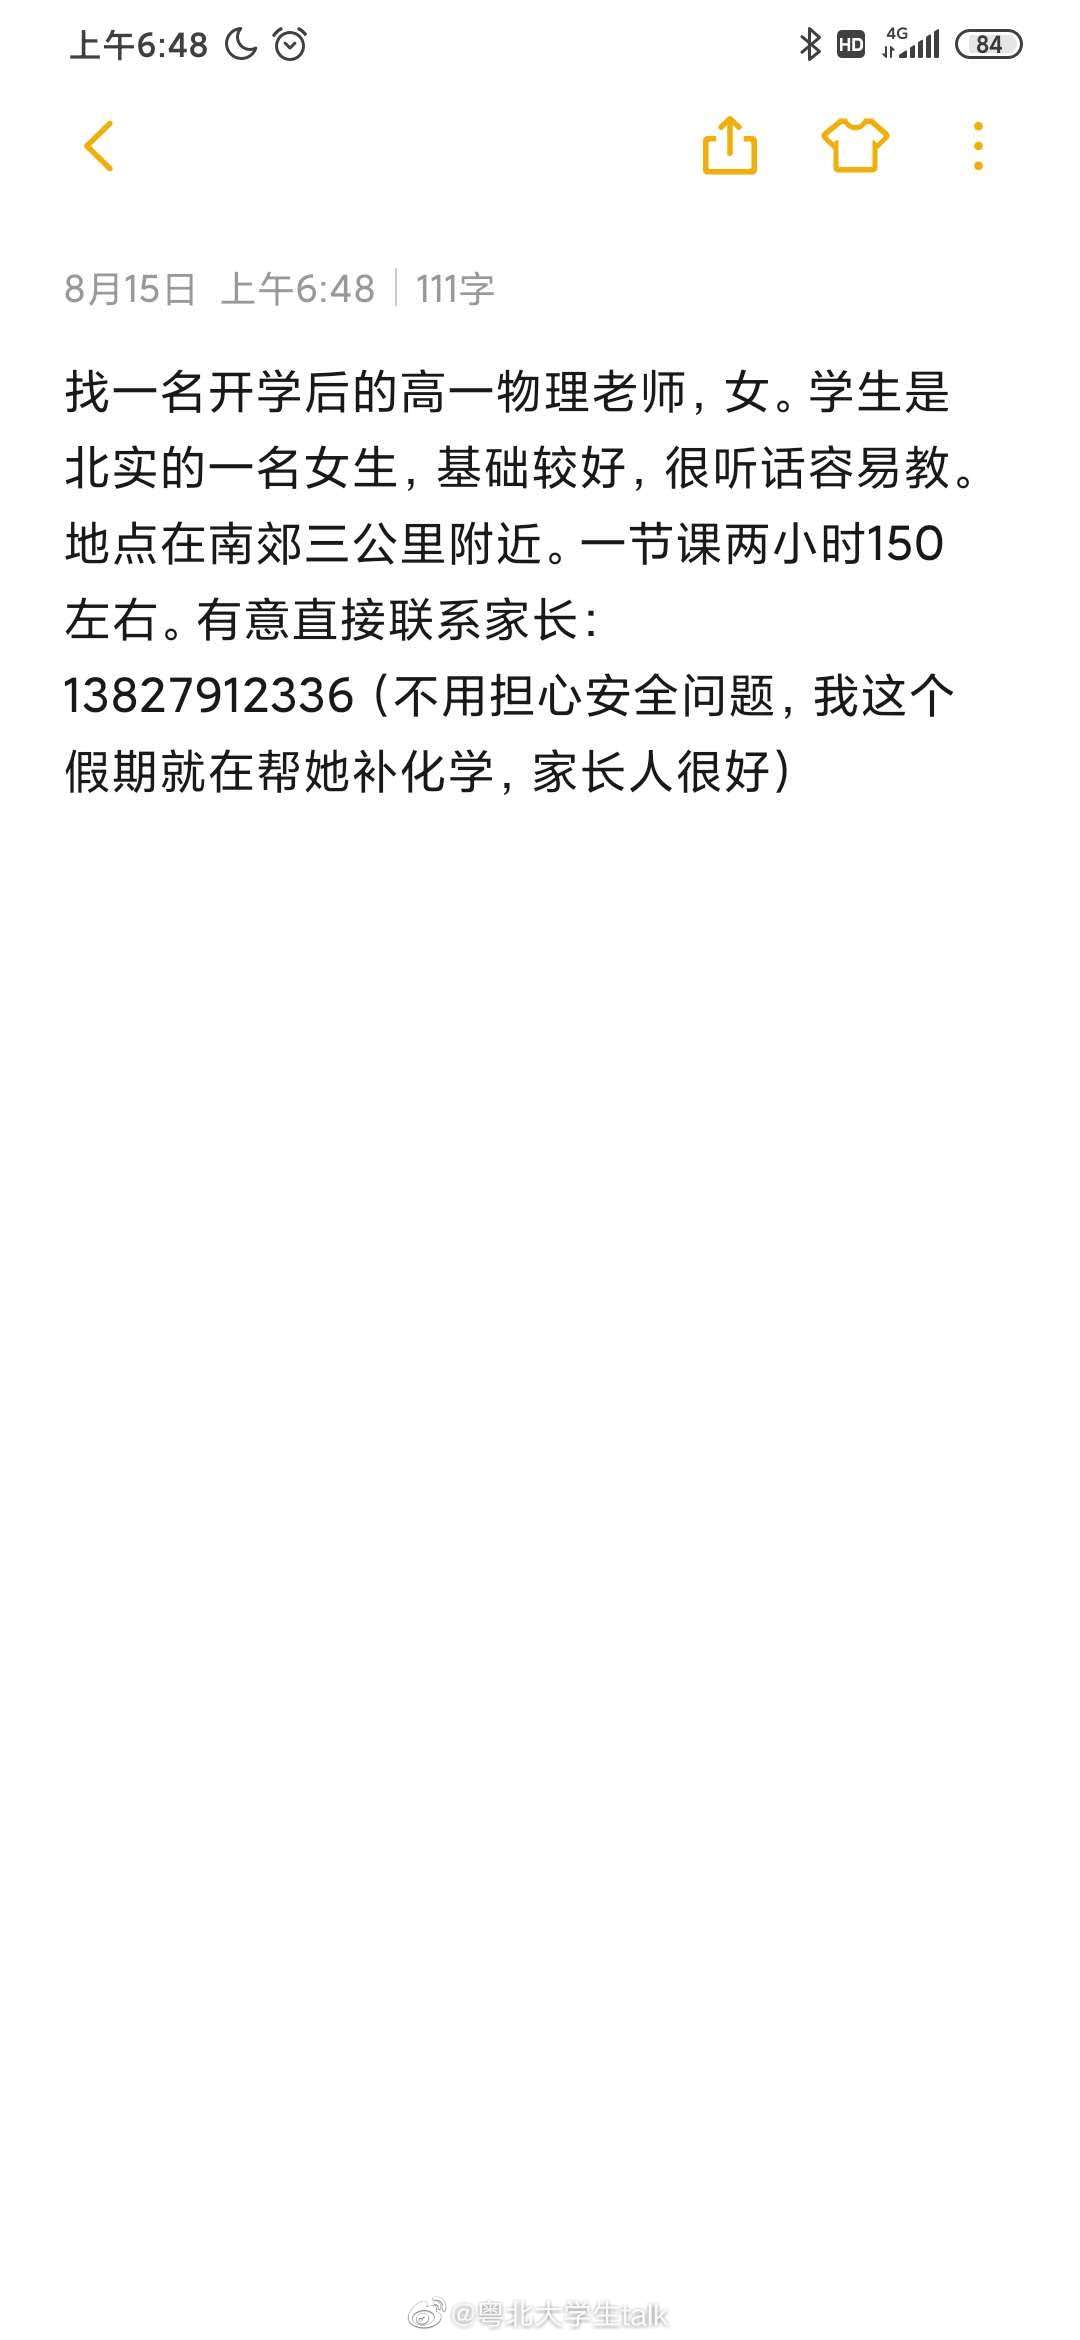 上午6:48 HD 4G 84
8月15日 上午6:48 111字
找一名开学后的高一物理老师，女。学生是
北实的一名女生，基础较好，很听话容易教。
地点在南郊三公里附近。一节课两小时150
左右。有意直接联系家长：
13827912336（不用担心安全问题，我这个
假期就在帮她补化学，家长人很好）
@粤北大学生talk